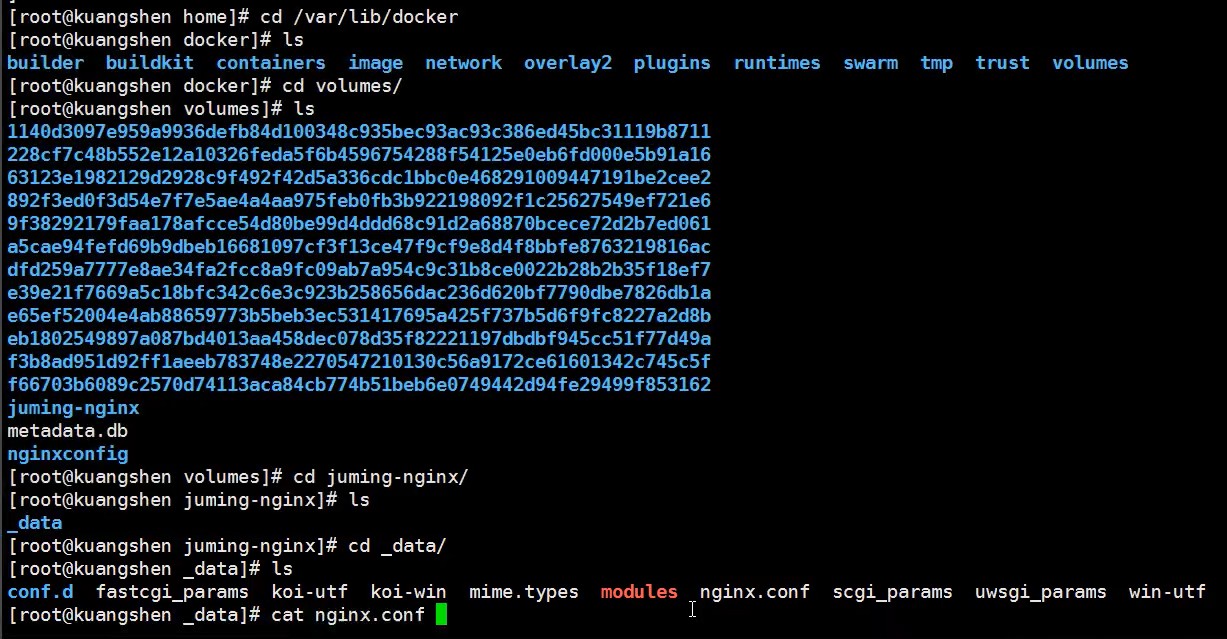 [root@kuangshen home]# cd /var/lib/docker
[root@kuangshen docker]# ls
builder  buildkit  containers  image  network  overlay2  plugins  runtimes  swarm  tmp  trust  volumes
[root@kuangshen docker]# cd volumes/
[root@kuangshen volumes]# ls
1140d3097e959a9936defb84d100348c935bec93ac93c386ed45bc31119b8711
228cf7c48b552e12a10326feda5f6b4596754288f54125e0eb6fd000e5b91a16
63123e1982129d2928c9f492f42d5a336cdc1bbc0e468291009447191be2cee2
892f3ed0f3d54e7f7e5ae4a4aa975feb0fb3b922198092f1c25627549ef721e6
9f38292179faa178afcce54d80be99d4ddd68c91d2a68870bcece72d2b7ed061
a5cae94fefd69b9dbeb16681097cf3f13ce47f9cf9e8d4f8bbfe8763219816ac
dfd259a7777e8ae34fa2fcc8a9fc09ab7a954c9c31b8ce0022b28b2b35f18ef7
e39e21f7669a5c18bfc342c6e3c923b258656dac236d620bf7790dbe7826db1a
e65ef52004e4ab88659773b5beb3ec531417695a425f737b5d6f9fc8227a2d8b
eb1802549897a087bd4013aa458dec078d35f82221197dbdbf945cc51f77d49a
f3b8ad951d92ff1aeeb783748e2270547210130c56a9172ce61601342c745c5f
f66703b6089c2570d74113aca84cb774b51beb6e0749442d94fe29499f853162
juming-nginx
metadata.db
nginxconfig
[root@kuangshen volumes]# cd juming-nginx/
[root@kuangshen juming-nginx]# ls
_data
[root@kuangshen juming-nginx]# cd _data/
[root@kuangshen _data]# ls
conf.d  fastcgi_params  koi-utf  koi-win  mime.types  modules  nginx.conf  scgi_params  uwsgi_params  win-utf
[root@kuangshen _data]# cat nginx.conf